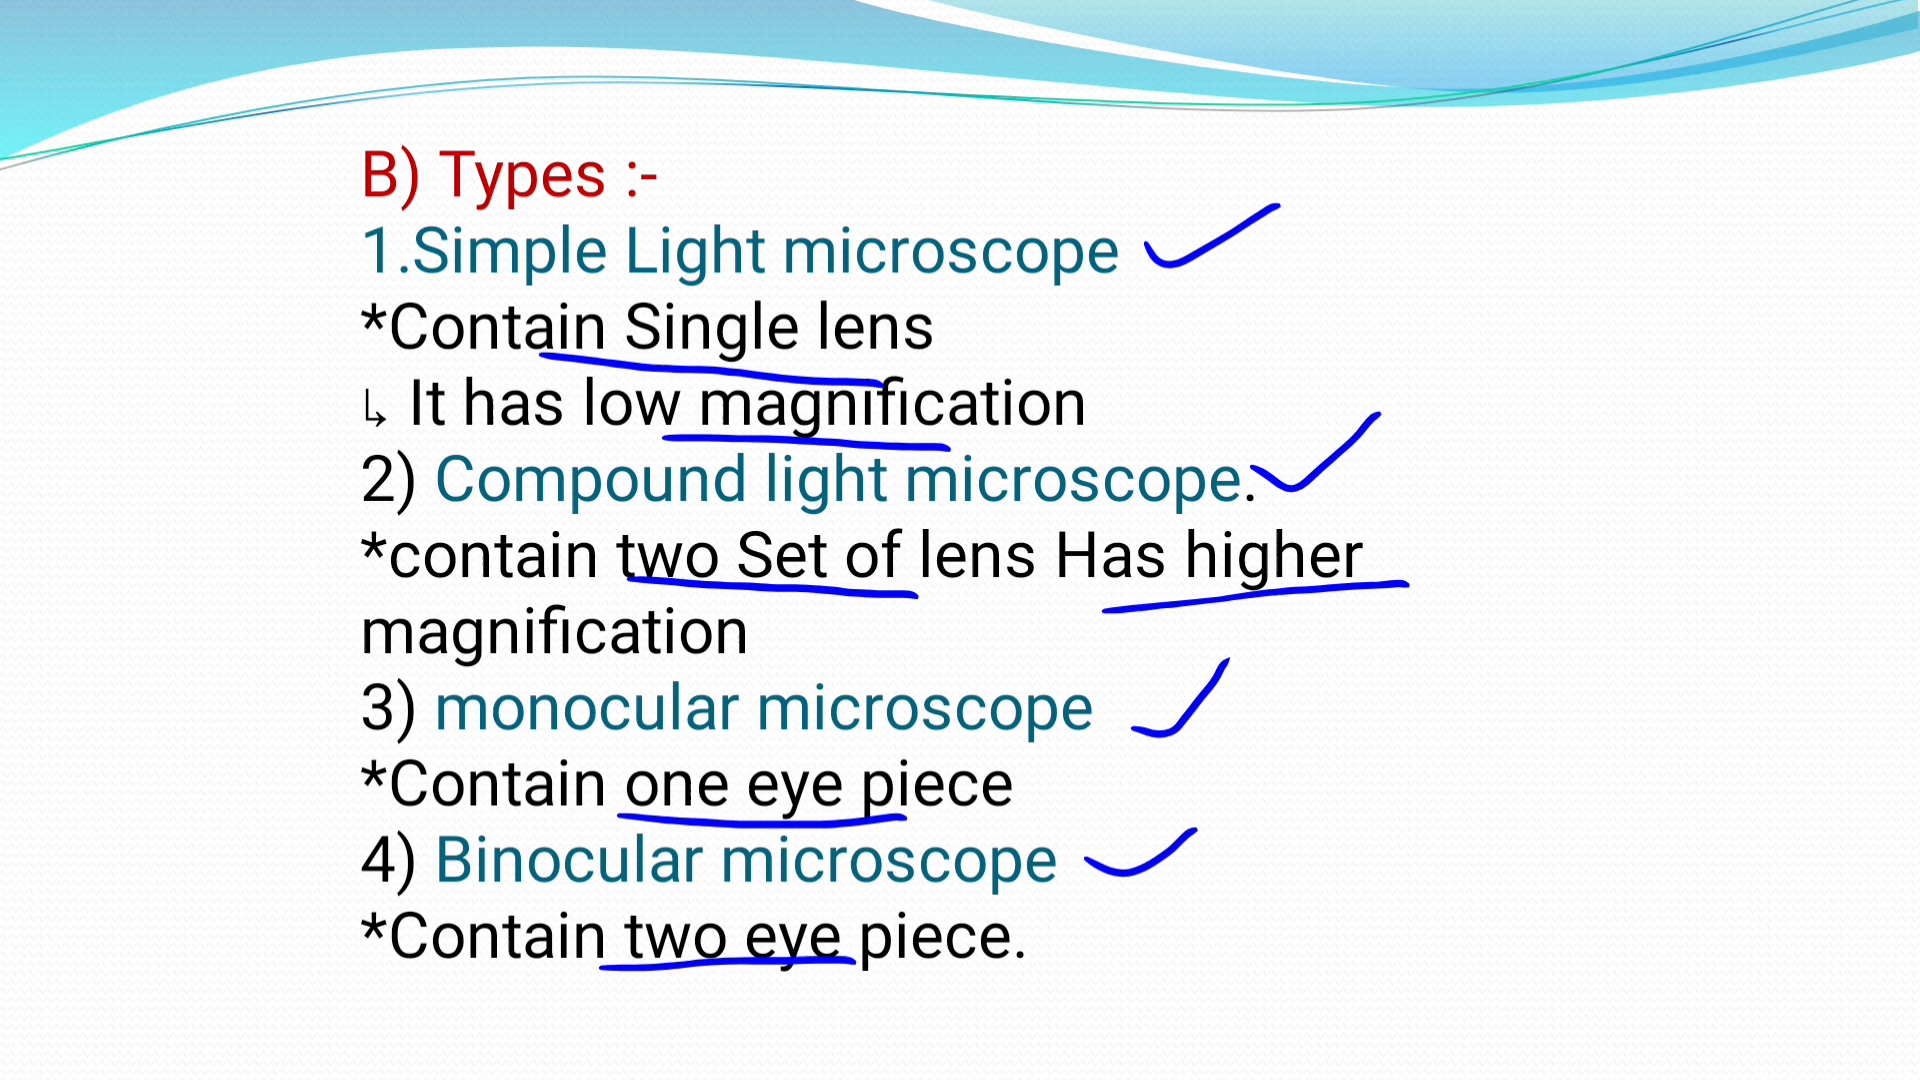 B) Types :-
1.Simple Light microscope
*Contain Single lens
↳ It has low magnification
2) Compound light microscope.
*contain two Set of lens Has higher
magnification
3) monocular microscope
*Contain one eye piece
4) Binocular microscope
*Contain two eye piece.